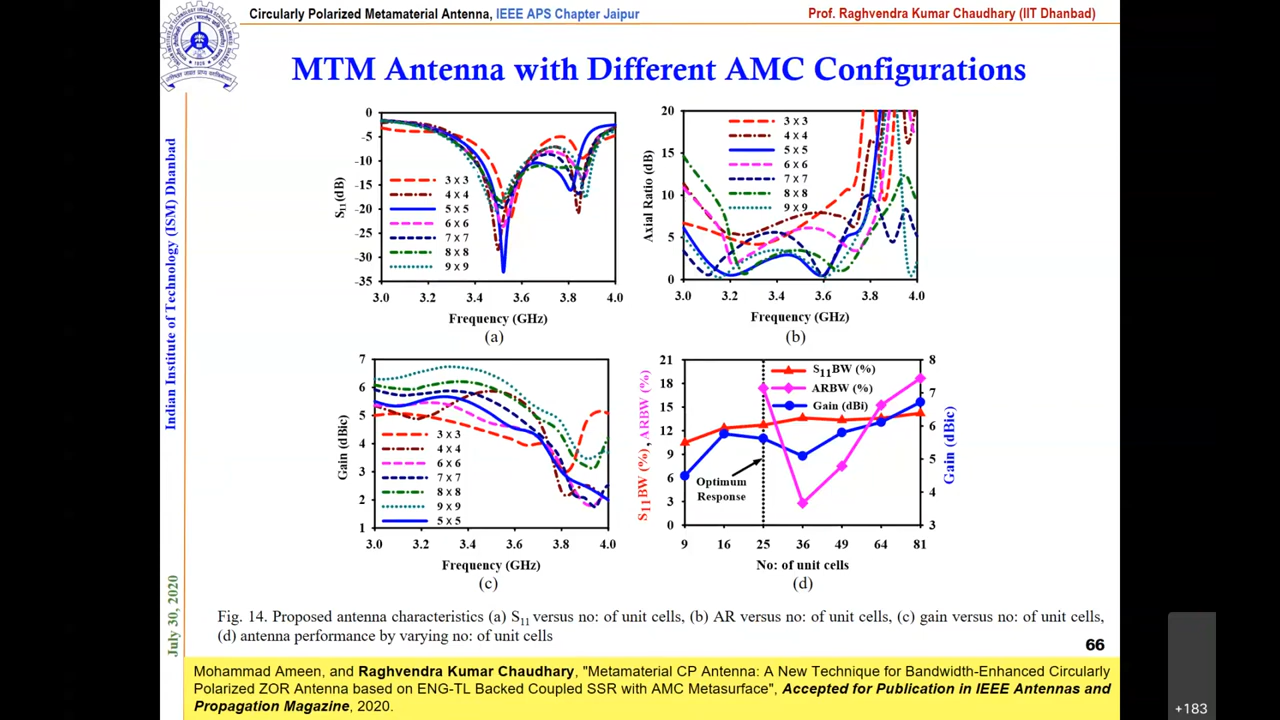 Circularly Polarized Metamaterial Antenna, IEEE APS Chapter Jaipur
Prof. Raghvendra Kumar Chaudhary (IIT Dhanbad)
MTM Antenna with Different AMC Configurations
Indian Institute of Technology (ISM) Dhanbad
July 30, 2020
0
-5
-10
-15
-20
-25
-30
-35
S11(dB)
3 x 3
4 x 4
5 x 5
6 x 6
7 x 7
8 x 8
9 x 9
3.0 3.2 3.4 3.6 3.8 4.0
Frequency (GHz)
(a)
20
15
10
5
0
Axial Ratio (dB)
3 x 3
4 x 4
5 x 5
6 x 6
7 x 7
8 x 8
9 x 9
3.0 3.2 3.4 3.6 3.8 4.0
Frequency (GHz)
(b)
7
6
5
4
3
2
1
Gain (dBic)
3 x 3
4 x 4
6 x 6
7 x 7
8 x 8
9 x 9
5 x 5
3.0 3.2 3.4 3.6 3.8 4.0
Frequency (GHz)
(c)
21
18
15
12
9
6
3
0
S11BW (%), ARBW (%)
S11BW (%)
ARBW (%)
Gain (dBi)
Optimum
Response
8
7
6
5
4
3
Gain (dBic)
9 16 25 36 49 64 81
No: of unit cells
(d)
Fig. 14. Proposed antenna characteristics (a) S11 versus no: of unit cells, (b) AR versus no: of unit cells, (c) gain versus no: of unit cells,
(d) antenna performance by varying no: of unit cells
66
Mohammad Ameen, and Raghvendra Kumar Chaudhary, "Metamaterial CP Antenna: A New Technique for Bandwidth-Enhanced Circularly
Polarized ZOR Antenna based on ENG-TL Backed Coupled SSR with AMC Metasurface", Accepted for Publication in IEEE Antennas and
Propagation Magazine, 2020.
+183